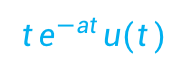 t e^{-at} u(t)